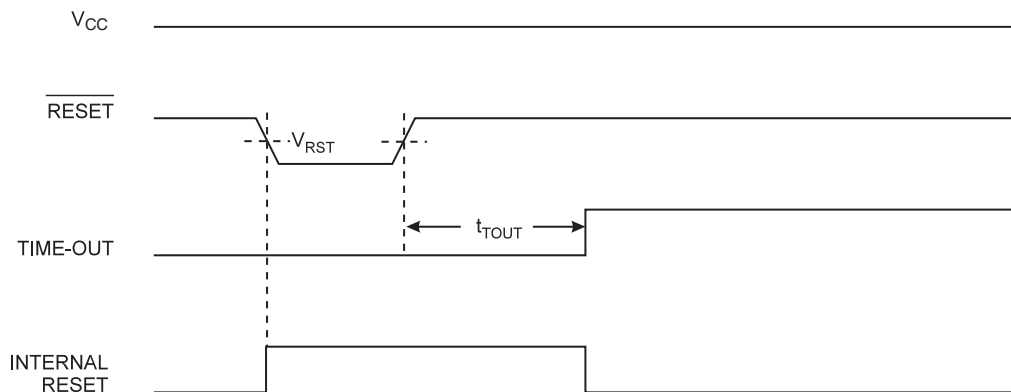 VCC
RESET
VRST
tTOUT
TIME-OUT
INTERNAL
RESET